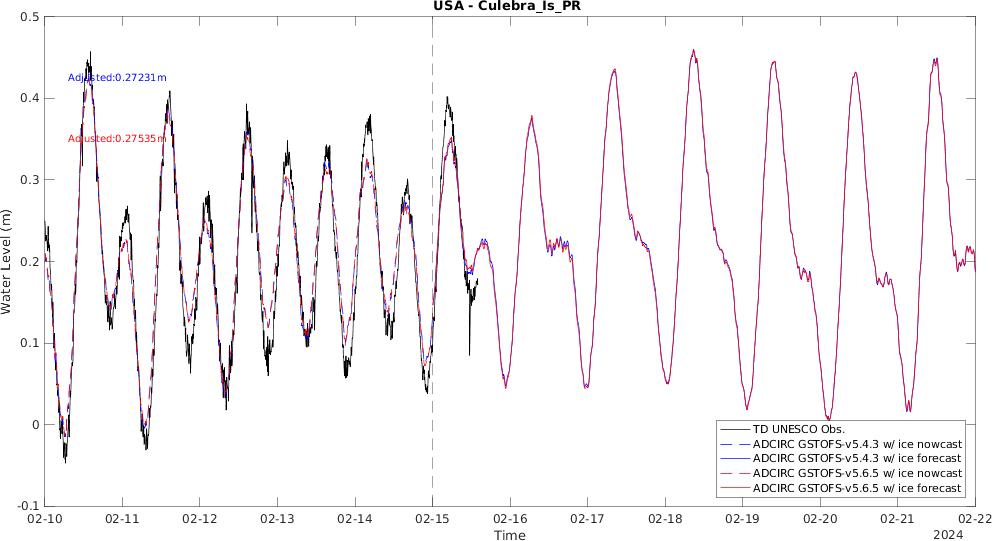 USA - Culebra_Is_PR
0.5
0.4
0.3
0.2
0.1
0
-0.1
Water Level (m)
Adjusted:0.27231m
Adjusted:0.27535m
TD UNESCO Obs.
ADCIRC GSTOFS-v5.4.3 w/ ice nowcast
ADCIRC GSTOFS-v5.4.3 w/ ice forecast
ADCIRC GSTOFS-v5.6.5 w/ ice nowcast
ADCIRC GSTOFS-v5.6.5 w/ ice forecast
02-10 02-11 02-12 02-13 02-14 02-15 02-16 02-17 02-18 02-19 02-20 02-21 02-22
Time
2024